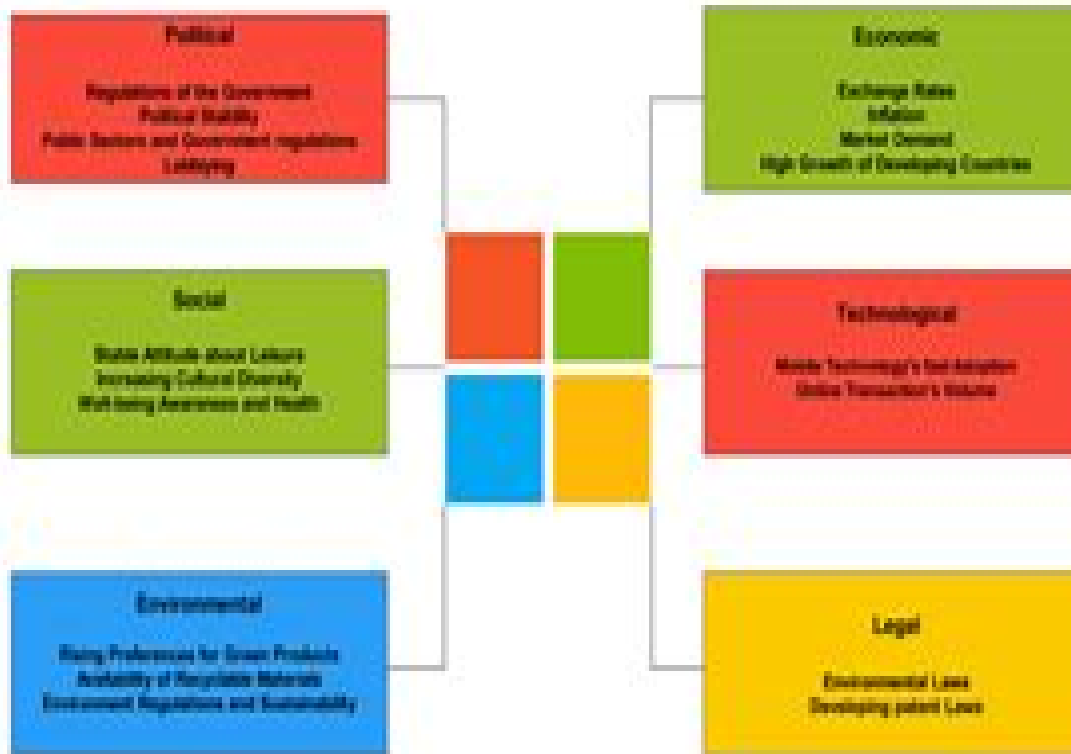 Political
Regulations of the Government
Political Stability
Public Sectors and Government regulations
Lobbying
Economic
Exchange Rates
Inflation
Market Demand
High Growth of Developing Countries
Social
Stable Attitude about Leisure
Increasing Cultural Diversity
Well-being Awareness and Health
Technological
Mobile Technology's fast Adoption
Online Transaction's Volume
Environmental
Rising Preferences for Green Products
Availability of Recyclable Materials
Environment Regulations and Sustainability
Legal
Environmental Laws
Developing patent Laws